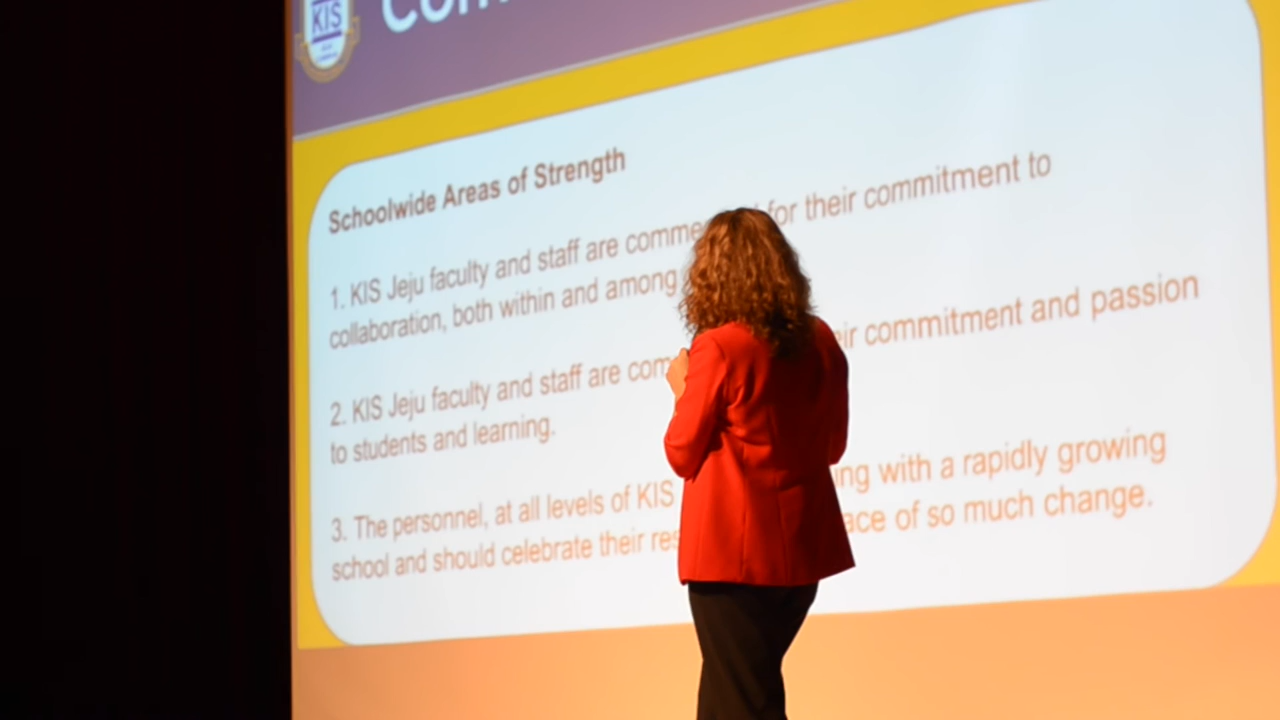 KIS
Com
Schoolwide Areas of Strength
1. KIS Jeju faculty and staff are comme for their commitment to
collaboration, both within and among
2. KIS Jeju faculty and staff are com eir commitment and passion
to students and learning.
3. The personnel, at all levels of KIS ing with a rapidly growing
school and should celebrate their res ace of so much change.